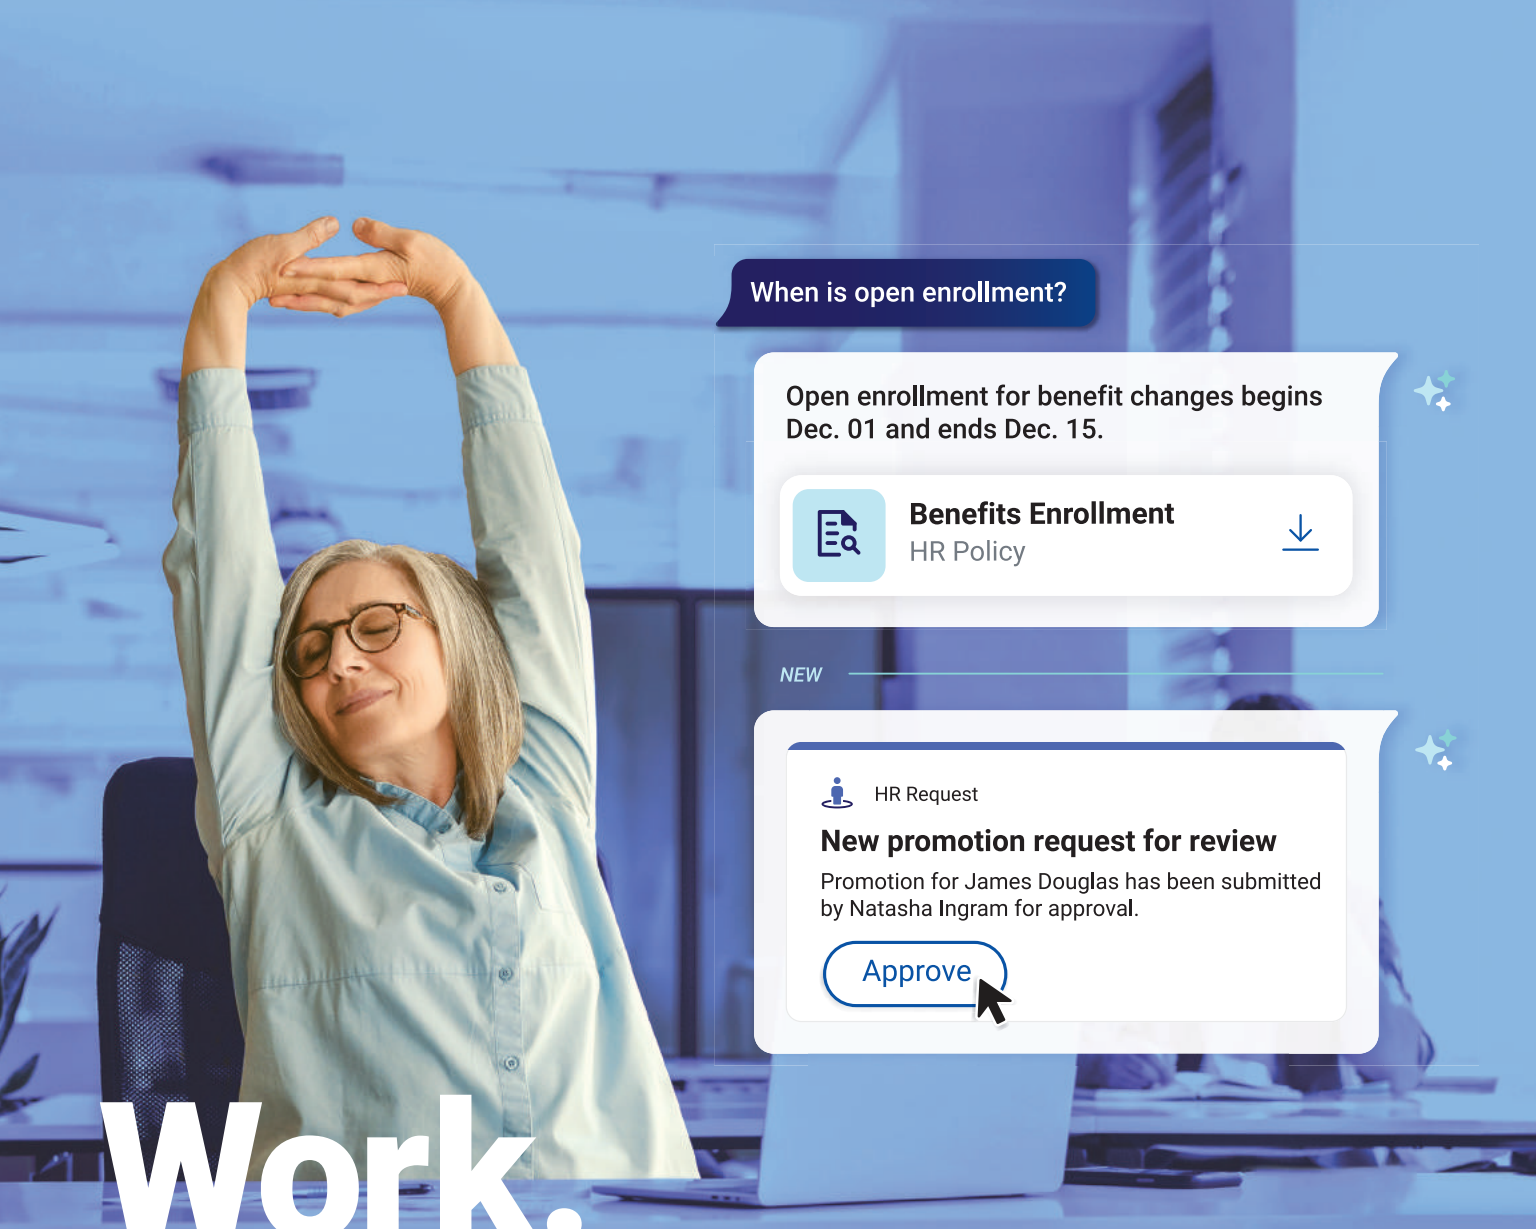 When is open enrollment?
Open enrollment for benefit changes begins
Dec. 01 and ends Dec. 15.
Benefits Enrollment
HR Policy
NEW
HR Request
New promotion request for review
Promotion for James Douglas has been submitted
by Natasha Ingram for approval.
Approve
Work.